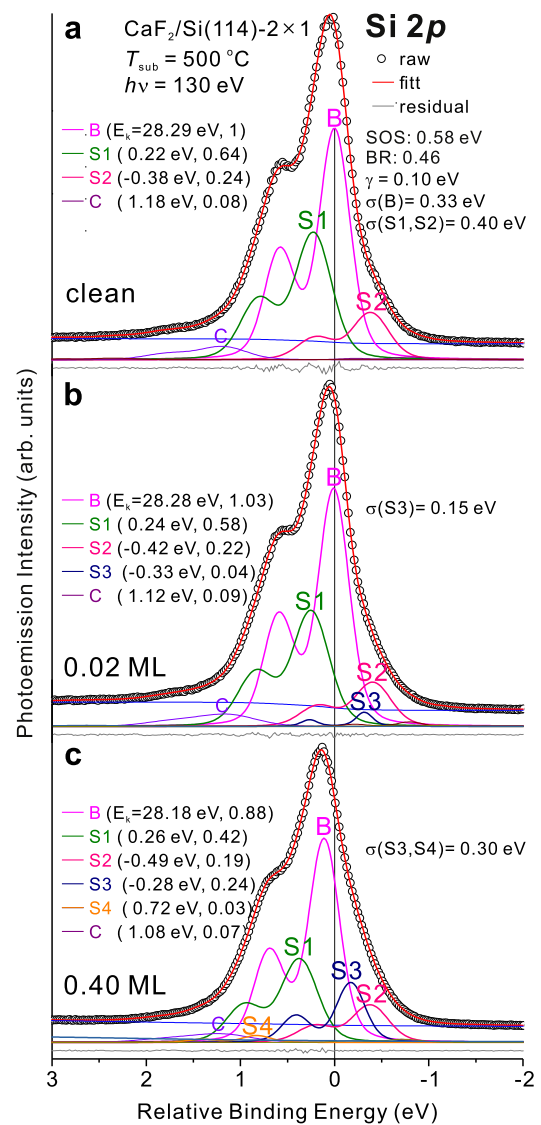 a CaF₂/Si(114)-2×1 Si 2p
T_sub = 500 °C
hν = 130 eV
raw
fitt
residual
B (E_k=28.29 eV, 1)
S1 ( 0.22 eV, 0.64)
S2 (-0.38 eV, 0.24)
C ( 1.18 eV, 0.08)
SOS: 0.58 eV
BR: 0.46
γ = 0.10 eV
σ(B) = 0.33 eV
σ(S1,S2)= 0.40 eV
B
S1
S2
C
clean
b
B (E_k=28.28 eV, 1.03)
S1 ( 0.24 eV, 0.58)
S2 (-0.42 eV, 0.22)
S3 (-0.33 eV, 0.04)
C ( 1.12 eV, 0.09)
σ(S3)= 0.15 eV
B
S1
S2
S3
C
0.02 ML
c
B (E_k=28.18 eV, 0.88)
S1 ( 0.26 eV, 0.42)
S2 (-0.49 eV, 0.19)
S3 (-0.28 eV, 0.24)
S4 ( 0.72 eV, 0.03)
C ( 1.08 eV, 0.07)
σ(S3,S4)= 0.30 eV
B
S1
S3
S2
C
S4
0.40 ML
Photoemission Intensity (arb. units)
3 2 1 0 -1 -2
Relative Binding Energy (eV)